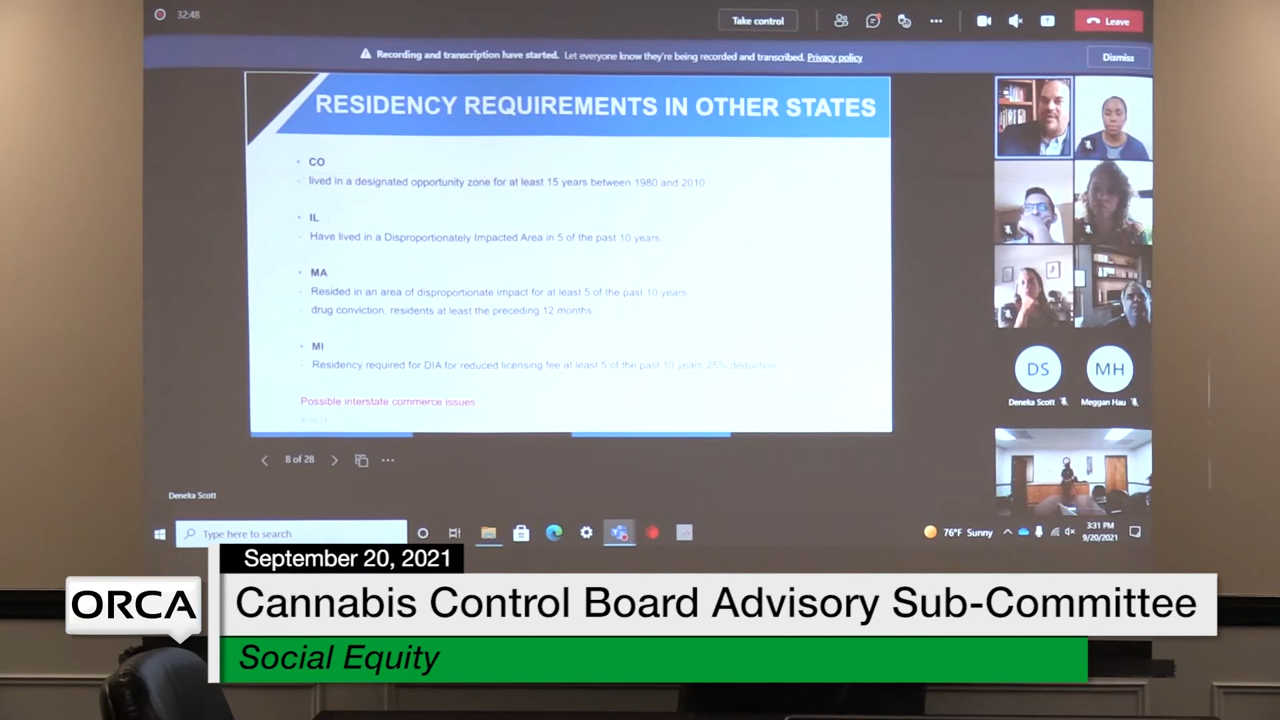 32:48
Take control
Leave
Recording and transcription have started. Let everyone know they're being recorded and transcribed. Privacy policy
Dismiss
RESIDENCY REQUIREMENTS IN OTHER STATES
CO
lived in a designated opportunity zone for at least 15 years between 1980 and 2010
IL
Have lived in a Disproportionately Impacted Area in 5 of the past 10 years
MA
Resided in an area of disproportionate impact for at least 5 of the past 10 years
drug conviction, residents at least the preceding 12 months
MI
Residency required for DIA for reduced licensing fee at least 5 of the past 10 years 25% deduction
Possible interstate commerce issues
DS
MH
Deneka Scott
Meggan Hau
8 of 28
Deneka Scott
Type here to search
76°F Sunny
3:31 PM
9/20/2021
September 20, 2021
ORCA
Cannabis Control Board Advisory Sub-Committee
Social Equity